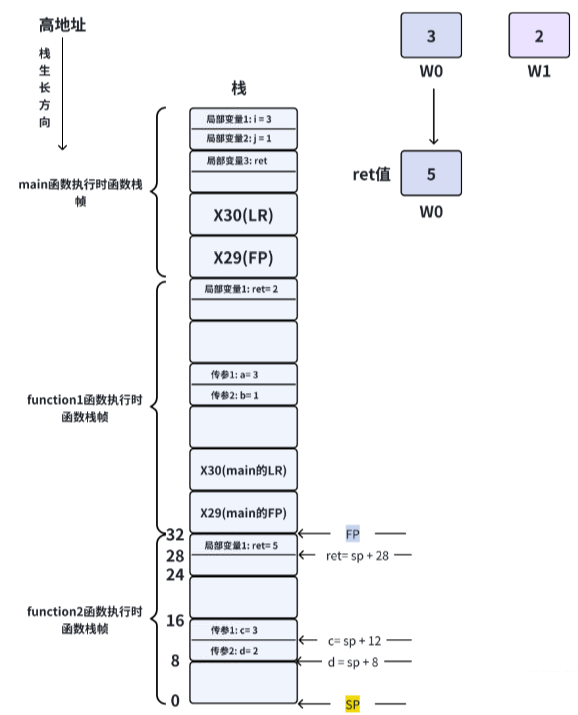 高地址
栈
生
长
方
向
栈
3
2
W0
W1
ret值
5
W0
局部变量1: i = 3
局部变量2: j = 1
局部变量3: ret
main函数执行时函数栈
帧
X30(LR)
X29(FP)
局部变量1: ret= 2
传参1: a= 3
function1函数执行时
函数栈帧
传参2: b= 1
X30(main的LR)
X29(main的FP)
32
FP
局部变量1: ret= 5
28
ret= sp + 28
24
function2函数执行时
函数栈帧
16
传参1: c= 3
c= sp + 12
传参2: d= 2
8
d = sp + 8
0
SP